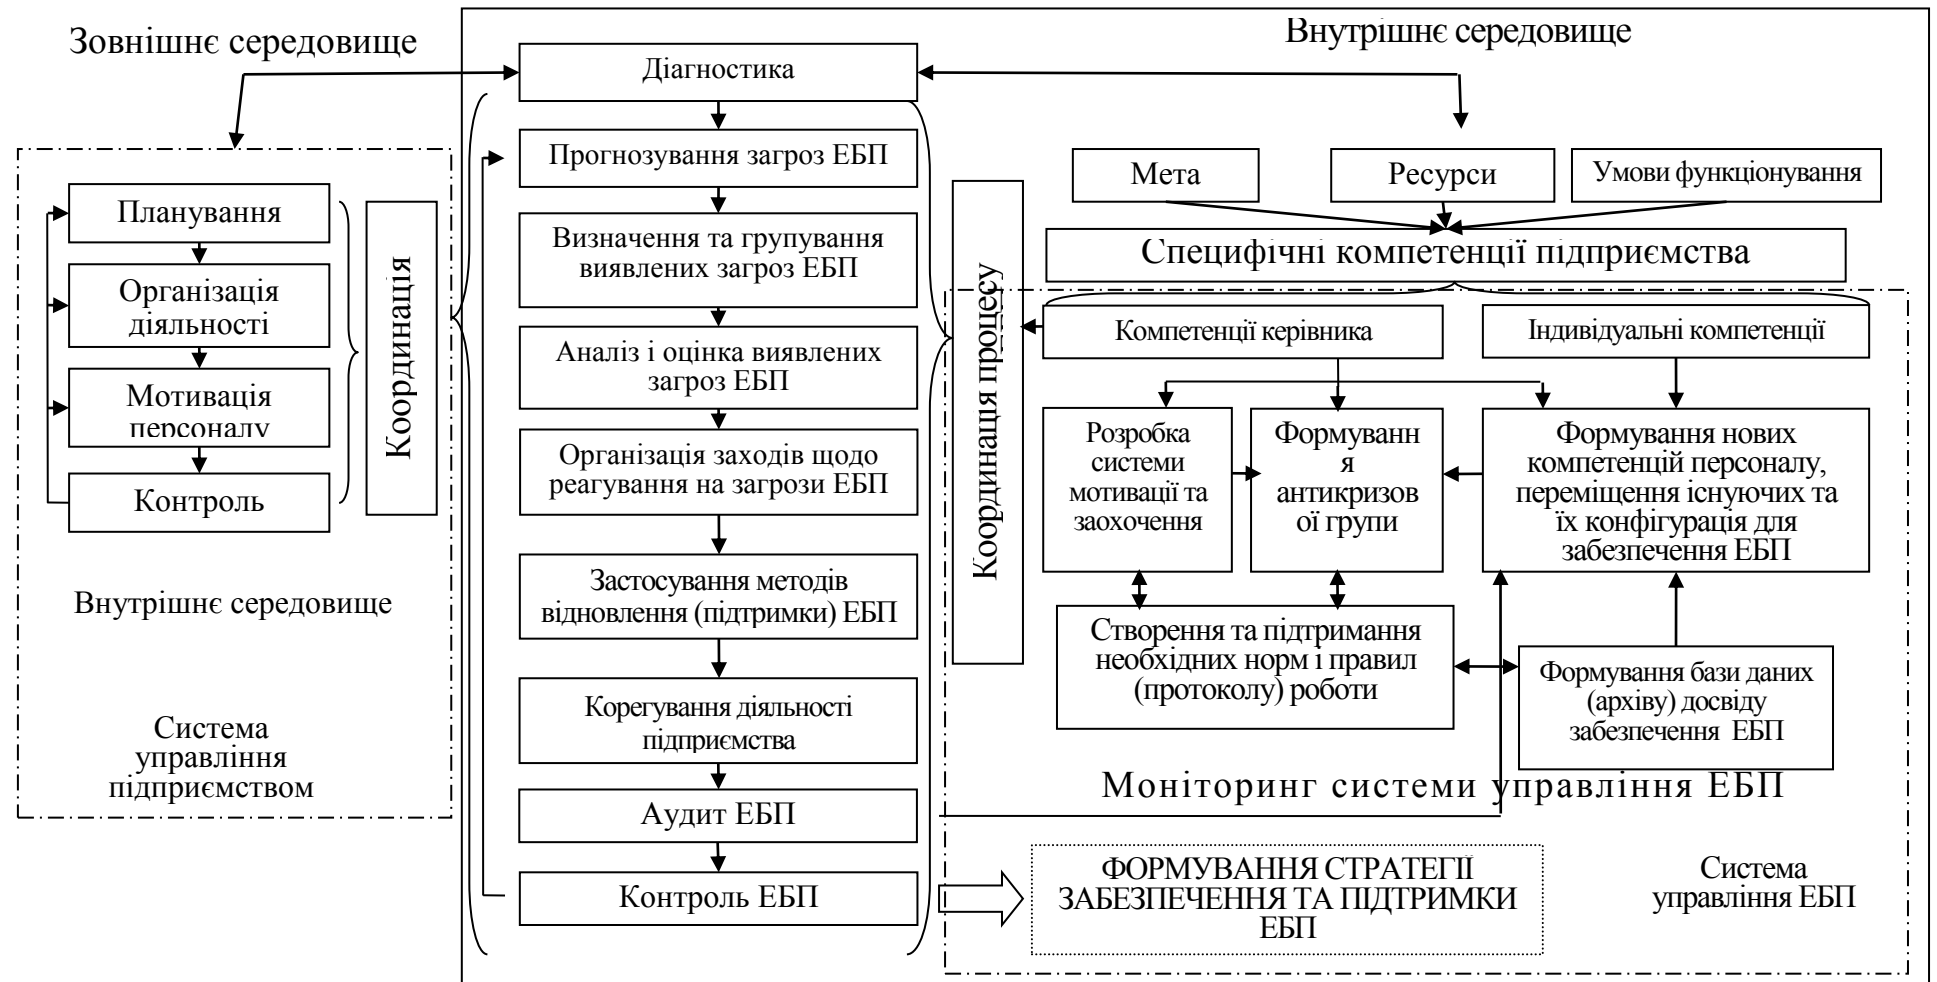 Зовнішнє середовище
Планування
Організація
діяльності
Мотивація
персоналу
Контроль
Координація
Внутрішнє середовище
Система
управління
підприємством
Діагностика
Прогнозування загроз ЕБП
Визначення та групування
виявлених загроз ЕБП
Аналіз і оцінка виявлених
загроз ЕБП
Організація заходів щодо
реагування на загрози ЕБП
Застосування методів
відновлення (підтримки) ЕБП
Корегування діяльності
підприємства
Аудит ЕБП
Контроль ЕБП
Внутрішнє середовище
Мета
Ресурси
Умови функціонування
Специфічні компетенції підприємства
Координація процесу
Компетенції керівника
Індивідуальні компетенції
Розробка
системи
мотивації та
заохочення
Формуванн
я
антикризов
ої групи
Формування нових
компетенцій персоналу,
переміщення існуючих та
їх конфігурація для
забезпечення ЕБП
Створення та підтримання
необхідних норм і правил
(протоколу) роботи
Формування бази даних
(архіву) досвіду
забезпечення ЕБП
Моніторинг системи управління ЕБП
ФОРМУВАННЯ СТРАТЕГІЇ
ЗАБЕЗПЕЧЕННЯ ТА ПІДТРИМКИ
ЕБП
Система
управління ЕБП